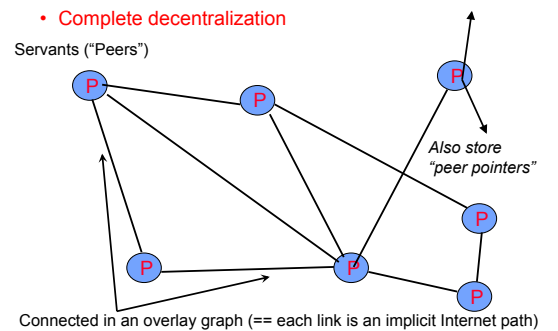 • Complete decentralization
Servants (“Peers”)
P
P
P
Also store
“peer pointers”
P
P
P
P
Connected in an overlay graph (== each link is an implicit Internet path)